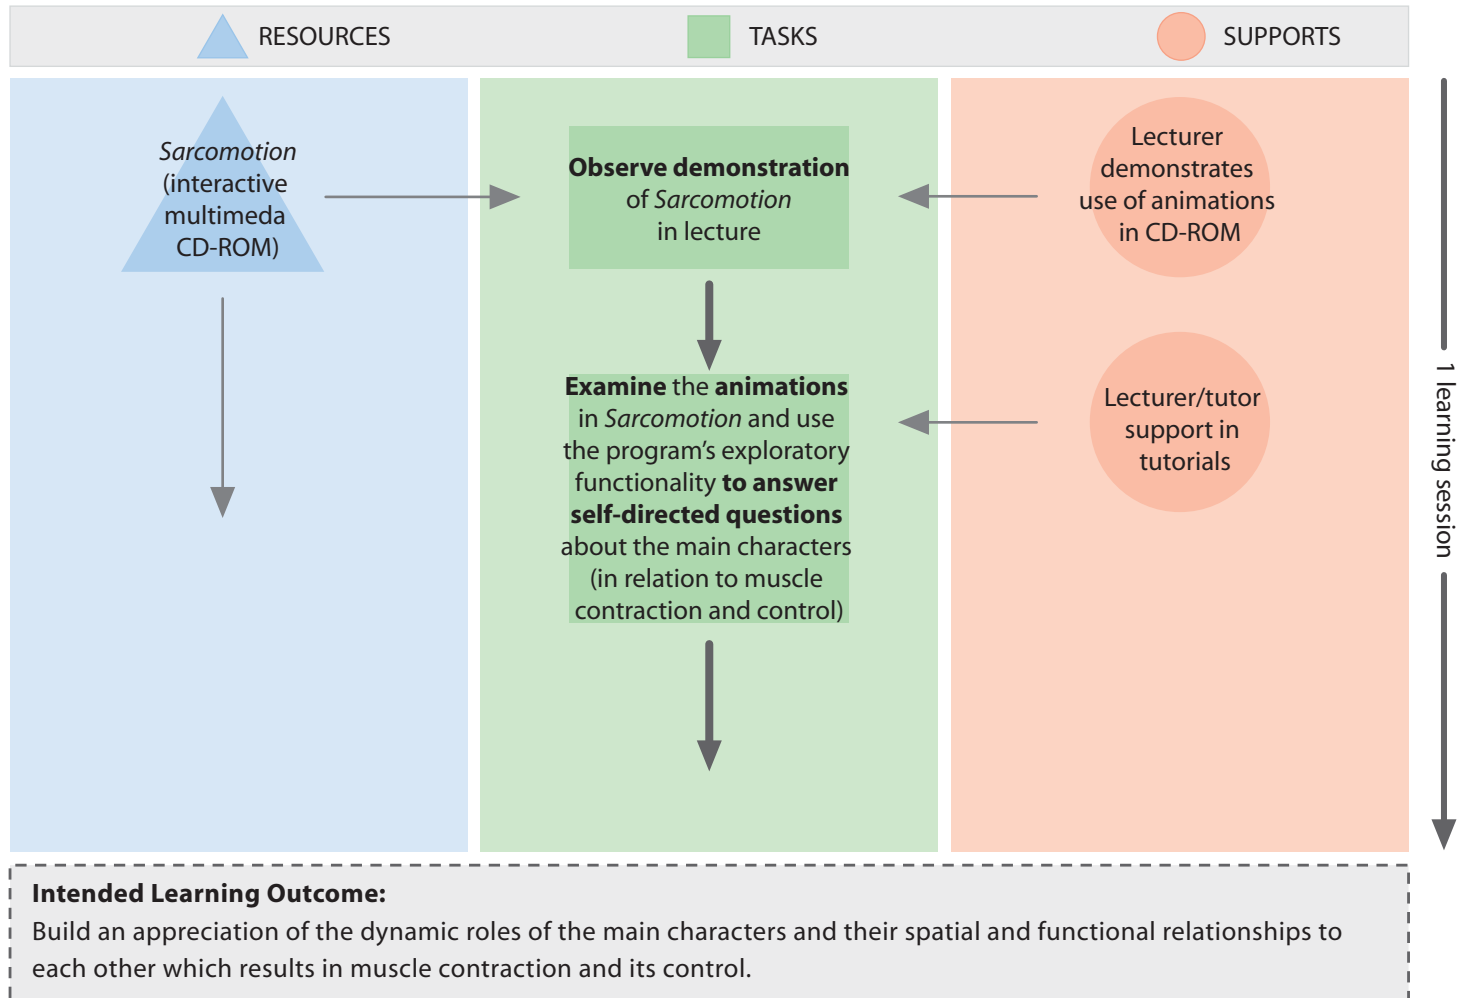 RESOURCES
TASKS
SUPPORTS
Sarcomotion
(interactive
multimeda
CD-ROM)
Observe demonstration
of Sarcomotion
in lecture
Lecturer
demonstrates
use of animations
in CD-ROM
Examine the animations
in Sarcomotion and use
the program’s exploratory
functionality to answer
self-directed questions
about the main characters
(in relation to muscle
contraction and control)
Lecturer/tutor
support in
tutorials
1 learning session
Intended Learning Outcome:
Build an appreciation of the dynamic roles of the main characters and their spatial and functional relationships to
each other which results in muscle contraction and its control.